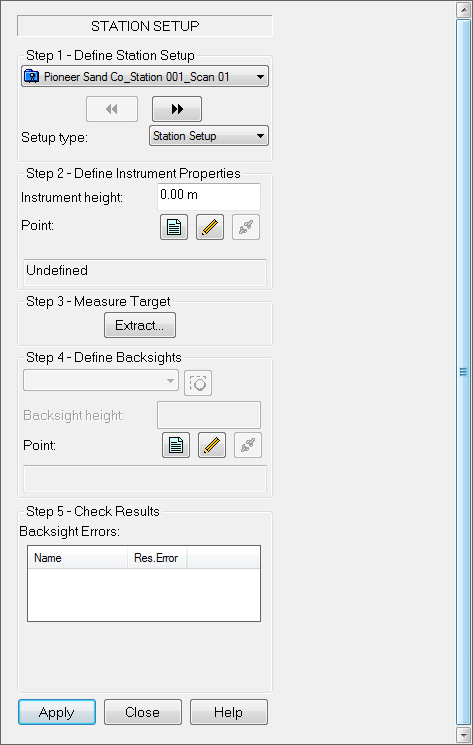 STATION SETUP
Step 1 - Define Station Setup
Pioneer Sand Co_Station 001_Scan 01
Setup type:
Station Setup
Step 2 - Define Instrument Properties
Instrument height:
0.00 m
Point:
Undefined
Step 3 - Measure Target
Extract...
Step 4 - Define Backsights
Backsight height:
Point:
Step 5 - Check Results
Backsight Errors:
Name Res.Error
Apply Close Help